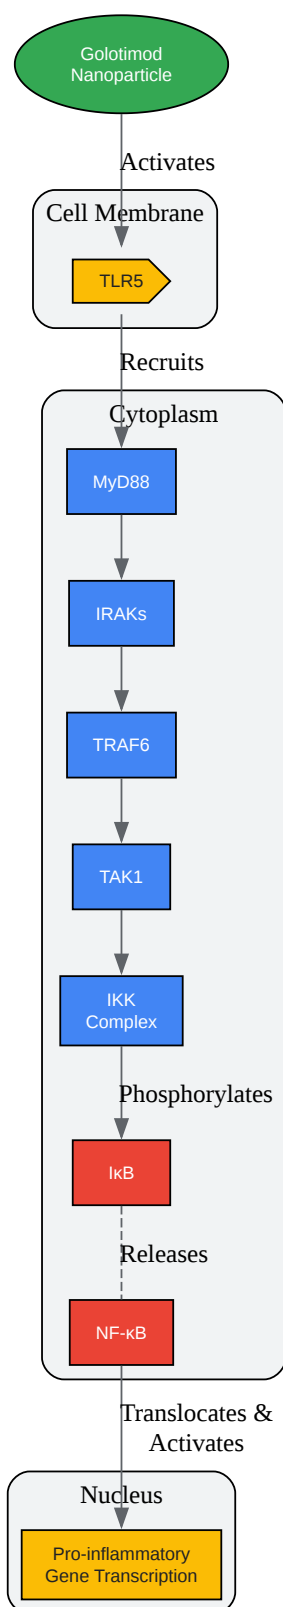 Golotimod
Nanoparticle
Activates
Cell Membrane
TLR5
Recruits
Cytoplasm
MyD88
IRAKs
TRAF6
TAK1
IKK
Complex
Phosphorylates
IκB
Releases
NF-κB
Translocates &
Activates
Nucleus
Pro-inflammatory
Gene Transcription